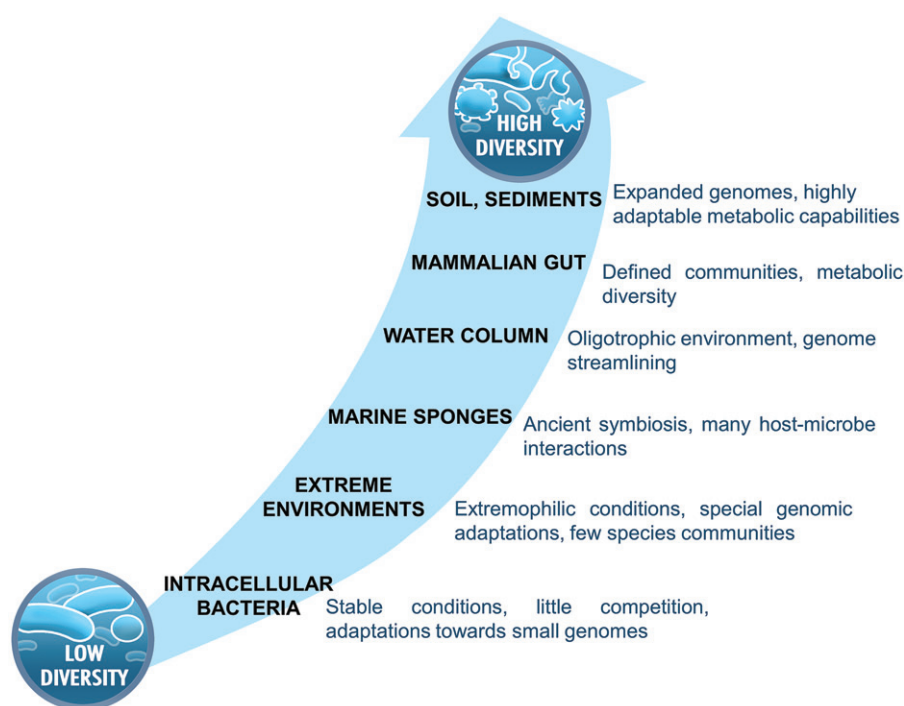 HIGH
DIVERSITY
SOIL, SEDIMENTS
Expanded genomes, highly
adaptable metabolic capabilities
MAMMALIAN GUT
Defined communities, metabolic
diversity
WATER COLUMN
Oligotrophic environment, genome
streamlining
MARINE SPONGES
Ancient symbiosis, many host-microbe
interactions
EXTREME
ENVIRONMENTS
Extremophilic conditions, special genomic
adaptations, few species communities
INTRACELLULAR
BACTERIA
Stable conditions, little competition,
adaptations towards small genomes
LOW
DIVERSITY